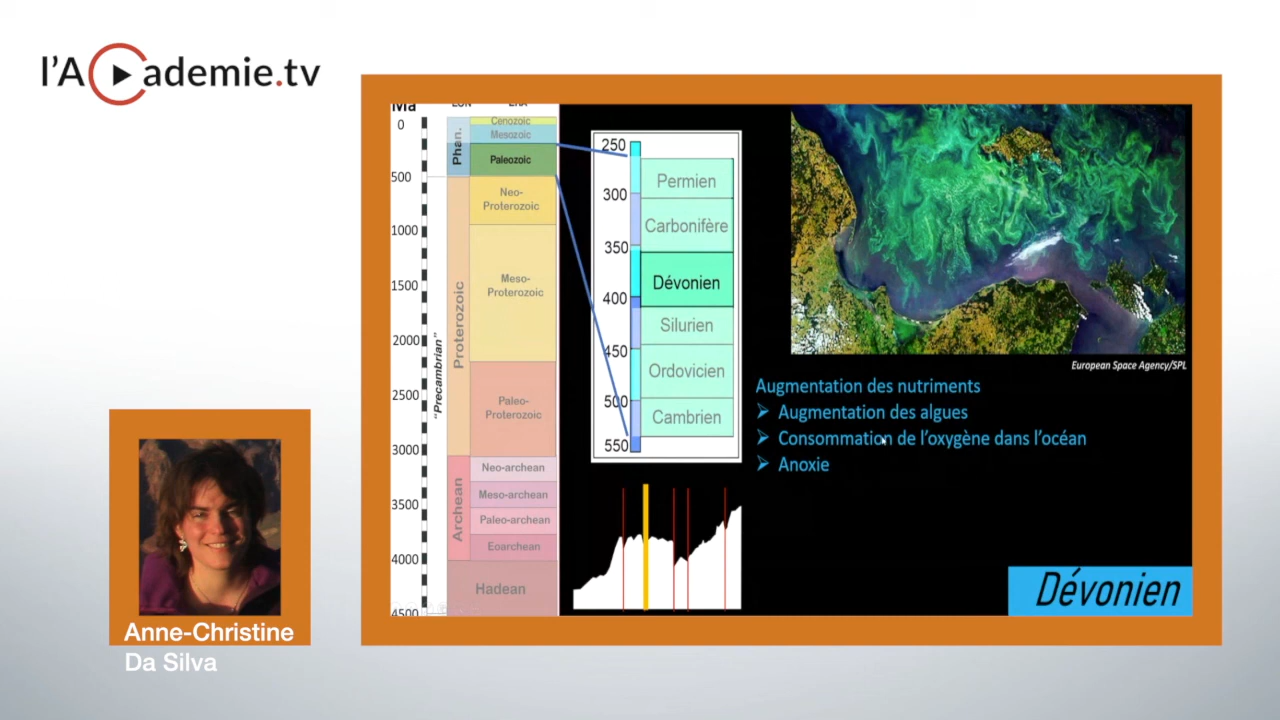 l'Academie.tv
Ma
0
500
1000
1500
2000
2500
3000
3500
4000
4500
Phan.
"Precambrian"
Proterozoic
Archean
Cenozoic
Mesozoic
Paleozoic
Neo-
Proterozoic
Meso-
Proterozoic
Paleo-
Proterozoic
Neo-archean
Meso-archean
Paleo-archean
Eoarchean
Hadean
250
300
350
400
450
500
550
Permien
Carbonifère
Dévonien
Silurien
Ordovicien
Cambrien
European Space Agency/SPL
Augmentation des nutriments
Augmentation des algues
Consommation de l'oxygène dans l'océan
Anoxie
Dévonien
Anne-Christine
Da Silva